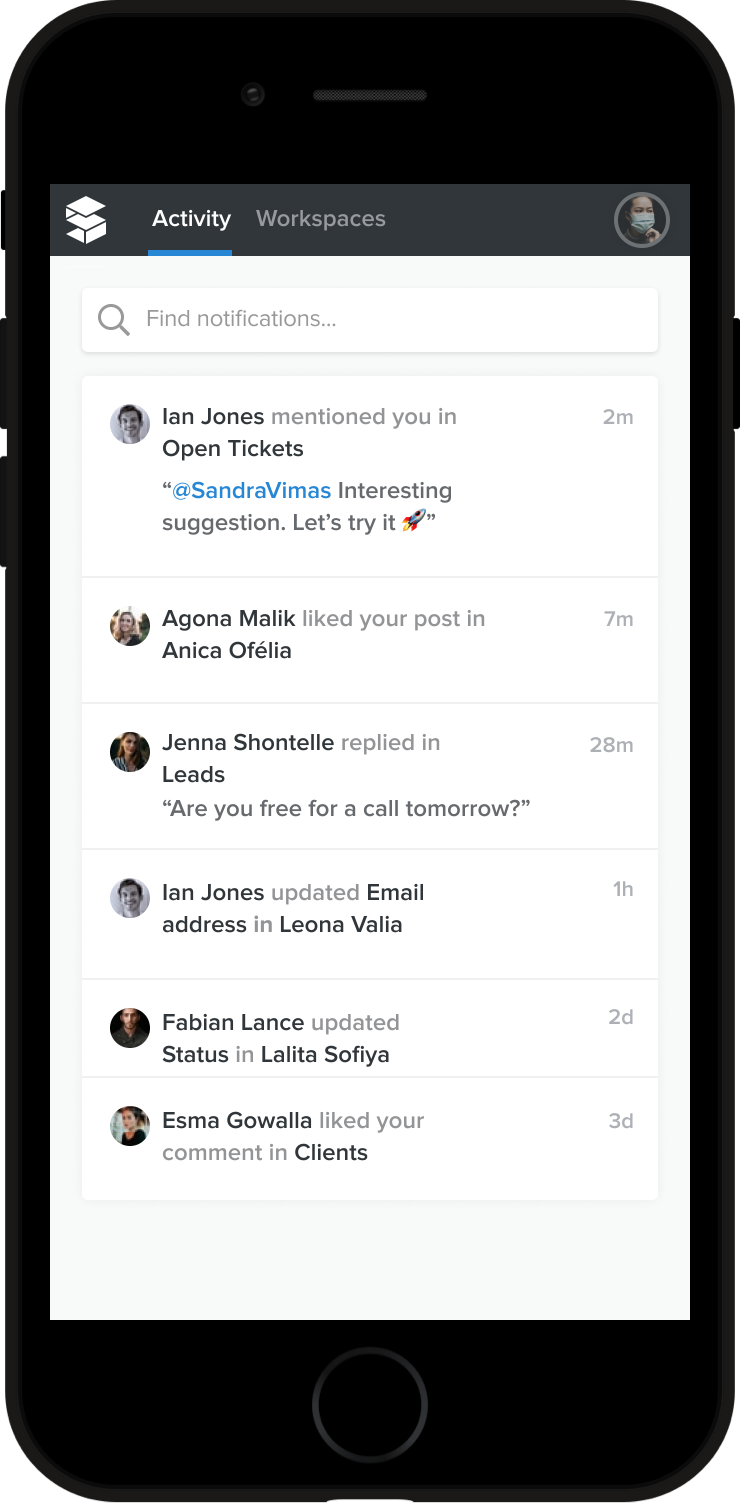 Activity Workspaces
Find notifications...
Ian Jones mentioned you in 2m
Open Tickets
“@SandraVimas Interesting
suggestion. Let’s try it 🚀”
Agona Malik liked your post in 7m
Anica Ofélia
Jenna Shontelle replied in 28m
Leads
“Are you free for a call tomorrow?”
Ian Jones updated Email 1h
address in Leona Valia
Fabian Lance updated 2d
Status in Lalita Sofiya
Esma Gowalla liked your 3d
comment in Clients